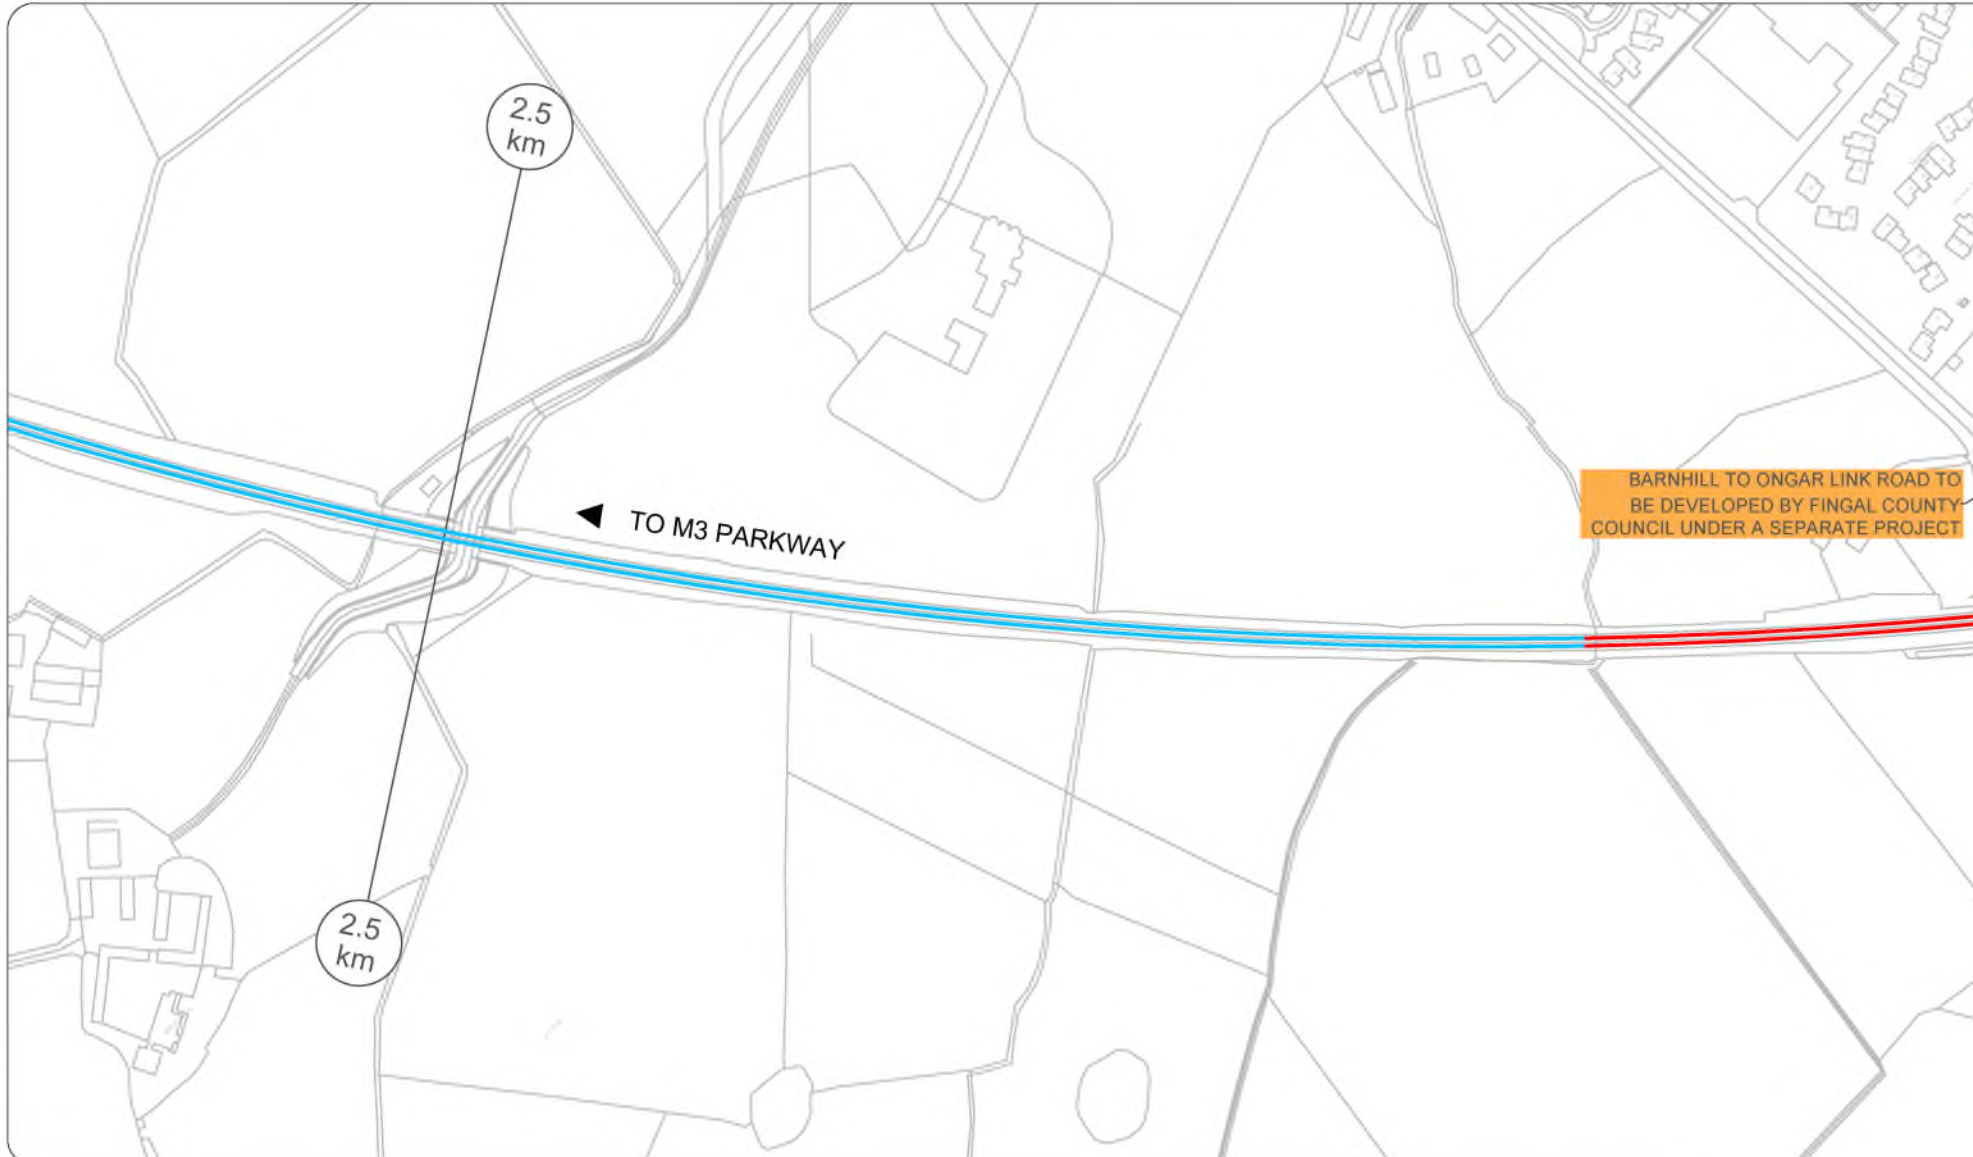 2.5
km
TO M3 PARKWAY
BARNHILL TO ONGAR LINK ROAD TO
BE DEVELOPED BY FINGAL COUNTY
COUNCIL UNDER A SEPARATE PROJECT
2.5
km